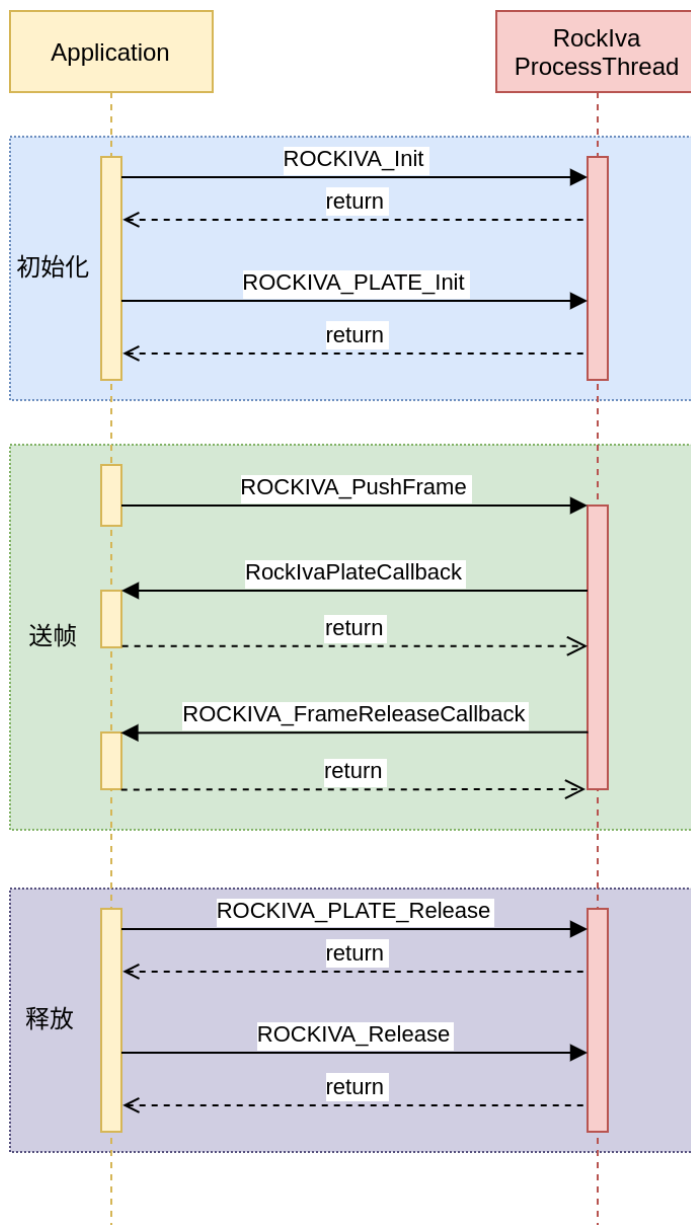 Application
RockIva
ProcessThread
ROCKIVA_Init
return
初始化
ROCKIVA_PLATE_Init
return
ROCKIVA_PushFrame
RockIvaPlateCallback
送帧
return
ROCKIVA_FrameReleaseCallback
return
ROCKIVA_PLATE_Release
return
释放
ROCKIVA_Release
return